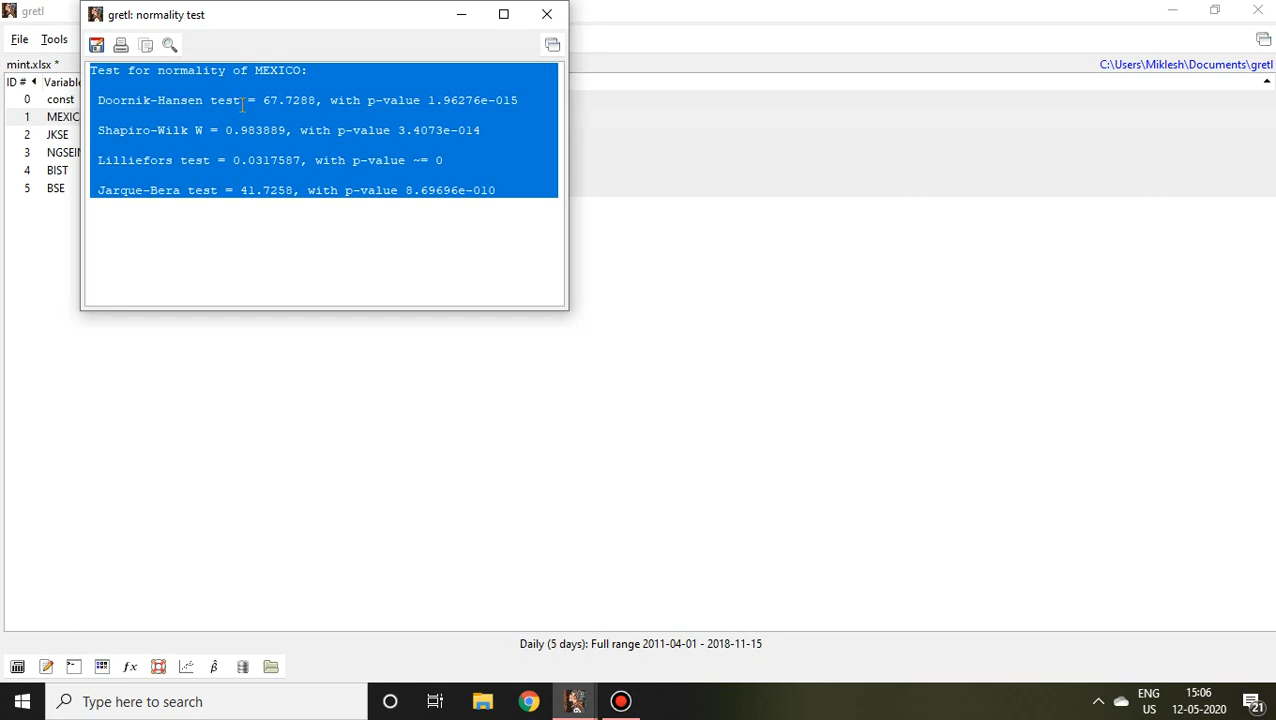 gretl
gretl: normality test
File Tools
mint.xlsx *
C:\Users\Miklesh\Documents\gretl
ID # Variable
0 const
1 MEXIC
2 JKSE
3 NGSEIN
4 BIST
5 BSE
Test for normality of MEXICO:
Doornik-Hansen test = 67.7288, with p-value 1.96276e-015
Shapiro-Wilk W = 0.983889, with p-value 3.4073e-014
Lilliefors test = 0.0317587, with p-value ~= 0
Jarque-Bera test = 41.7258, with p-value 8.69696e-010
Daily (5 days): Full range 2011-04-01 - 2018-11-15
fx
β̂
Type here to search
ENG
US
15:06
12-05-2020
21